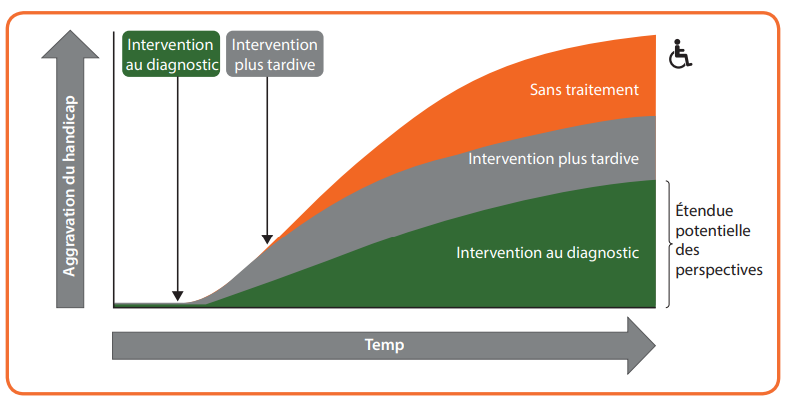 Intervention
au diagnostic
Intervention
plus tardive
Aggravation du handicap
Sans traitement
Intervention plus tardive
Intervention au diagnostic
Étendue
potentielle
des
perspectives
Temp